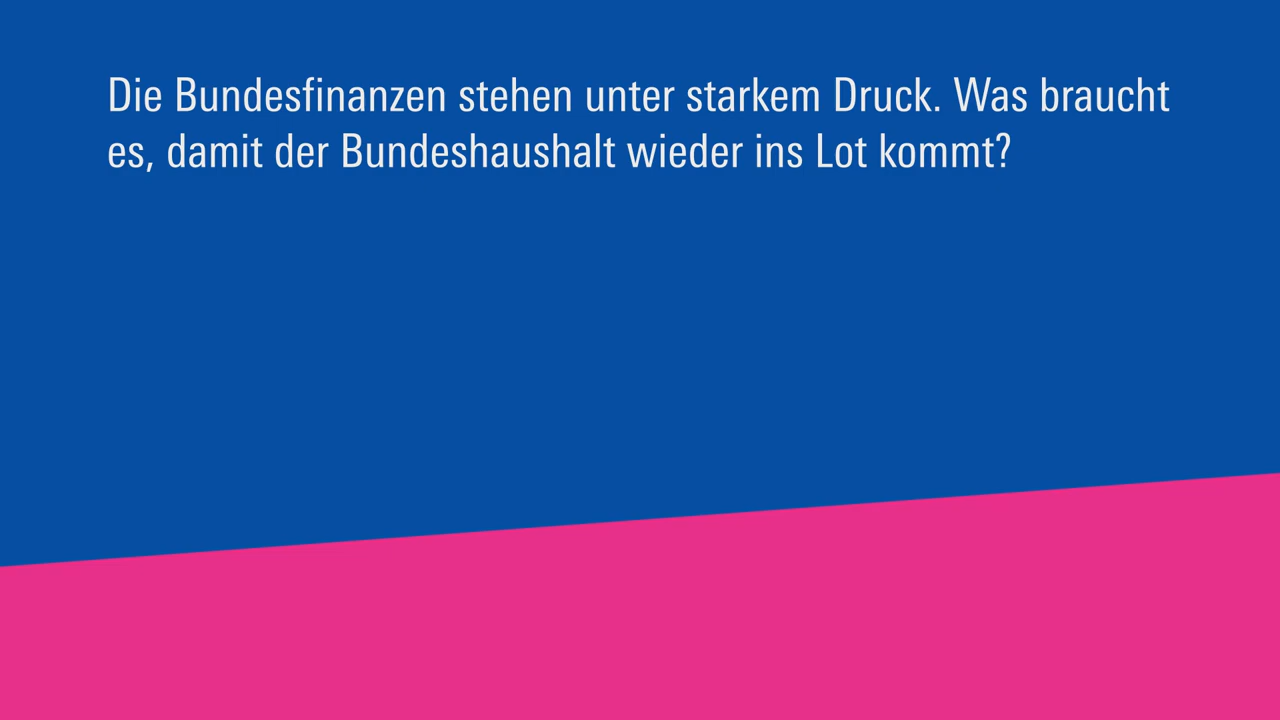 Die Bundesfinanzen stehen unter starkem Druck. Was braucht
es, damit der Bundeshaushalt wieder ins Lot kommt?